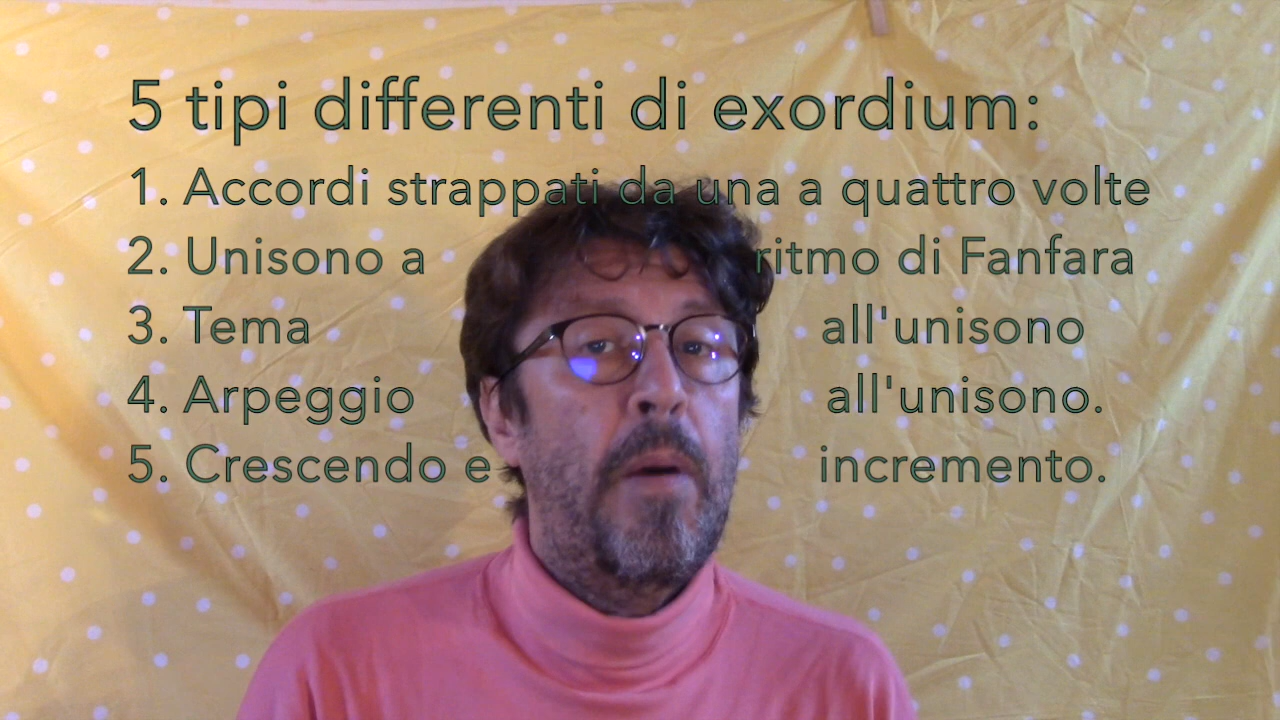 5 tipi differenti di exordium:
1. Accordi strappati da una a quattro volte
2. Unisono a ritmo di Fanfara
3. Tema all'unisono
4. Arpeggio all'unisono.
5. Crescendo e incremento.